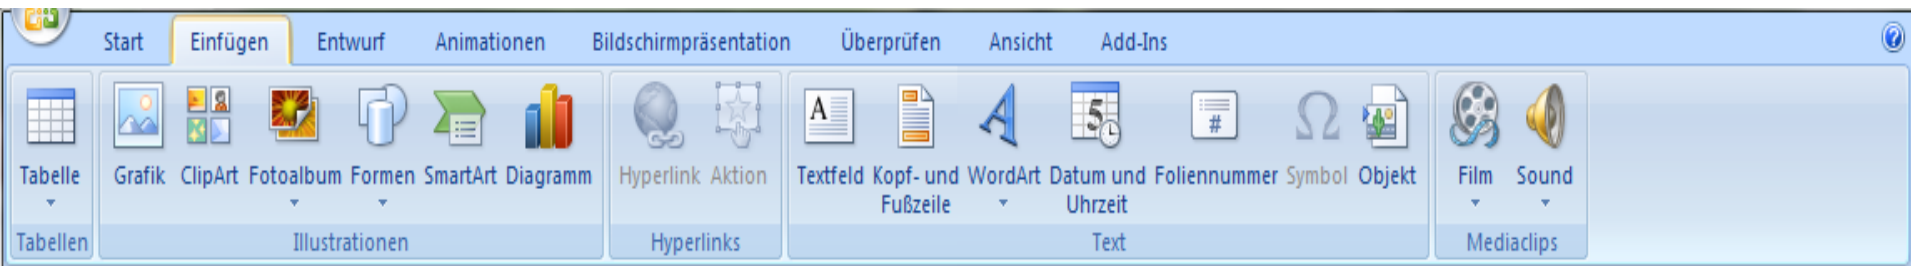 Start Einfügen Entwurf Animationen Bildschirmpräsentation Überprüfen Ansicht Add-Ins
Tabelle Grafik ClipArt Fotoalbum Formen SmartArt Diagramm Hyperlink Aktion Textfeld Kopf- und WordArt Datum und Foliennummer Symbol Objekt Film Sound
Fußzeile Uhrzeit
Tabellen Illustrationen Hyperlinks Text Mediaclips